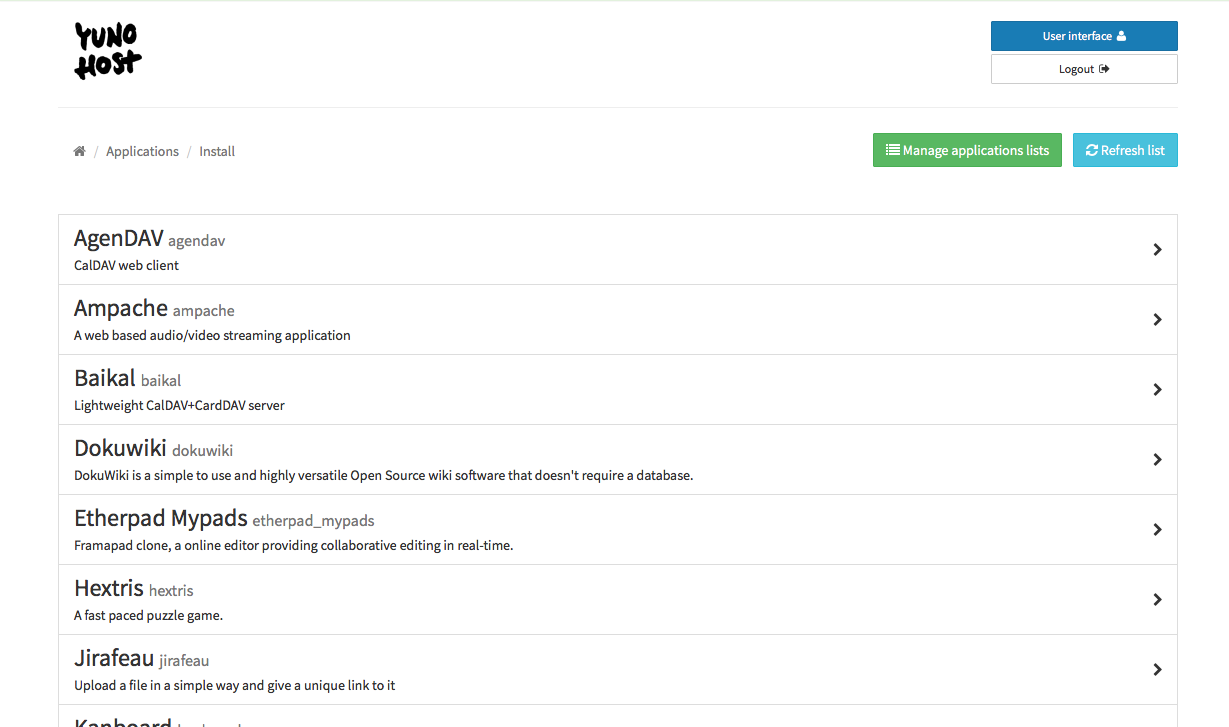 YUNO
HOST
User interface
Logout
/ Applications / Install
Manage applications lists
Refresh list
AgenDAV agendav
CalDAV web client
Ampache ampache
A web based audio/video streaming application
Baikal baikal
Lightweight CalDAV+CardDAV server
Dokuwiki dokuwiki
DokuWiki is a simple to use and highly versatile Open Source wiki software that doesn't require a database.
Etherpad Mypads etherpad_mypads
Framapad clone, a online editor providing collaborative editing in real-time.
Hextris hextris
A fast paced puzzle game.
Jirafeau jirafeau
Upload a file in a simple way and give a unique link to it
Kanboard